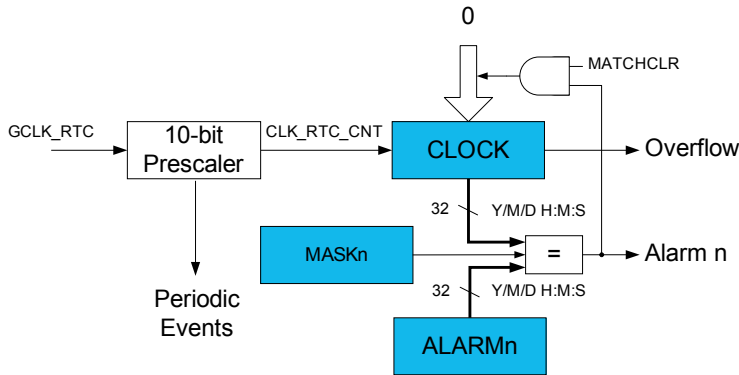 0
MATCHCLR
GCLK_RTC
10-bit
Prescaler
CLK_RTC_CNT
CLOCK
Overflow
32
Y/M/D H:M:S
MASKn
=
Alarm n
32
Y/M/D H:M:S
Periodic
Events
ALARMn